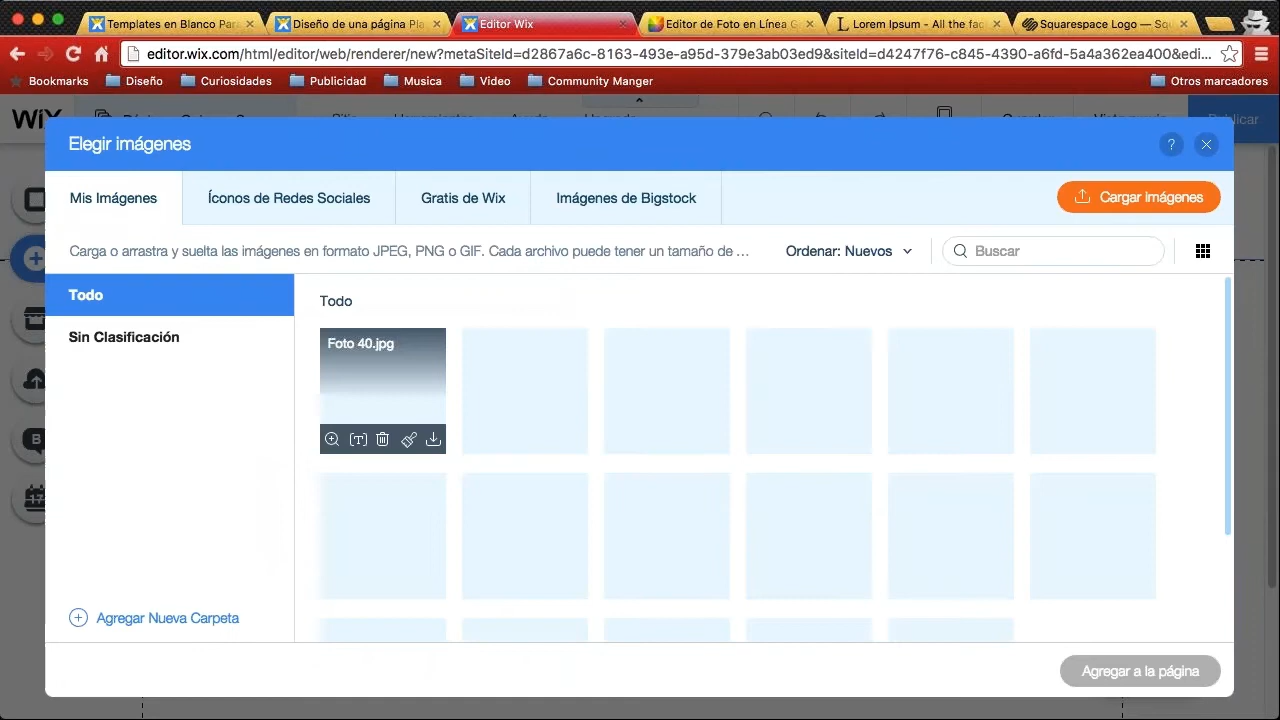 Templates en Blanco Par
Diseño de una página Pla
Editor Wix
Editor de Foto en Línea G
Lorem Ipsum - All the fac
Squarespace Logo — Squ
editor.wix.com/html/editor/web/renderer/new?metaSiteId=d2867a6c-8163-493e-a95d-379e3ab03ed9&siteId=d4247f76-c845-4390-a6fd-5a4a362ea400&edi...
Bookmarks
Diseño
Curiosidades
Publicidad
Musica
Video
Community Manger
Otros marcadores
WiX
Publicar
Elegir imágenes
?
Mis Imágenes
Íconos de Redes Sociales
Gratis de Wix
Imágenes de Bigstock
Cargar Imágenes
Carga o arrastra y suelta las imágenes en formato JPEG, PNG o GIF. Cada archivo puede tener un tamaño de ...
Ordenar: Nuevos
Buscar
Todo
Todo
Sin Clasificación
Foto 40.jpg
T
B
17
Agregar Nueva Carpeta
Agregar a la página